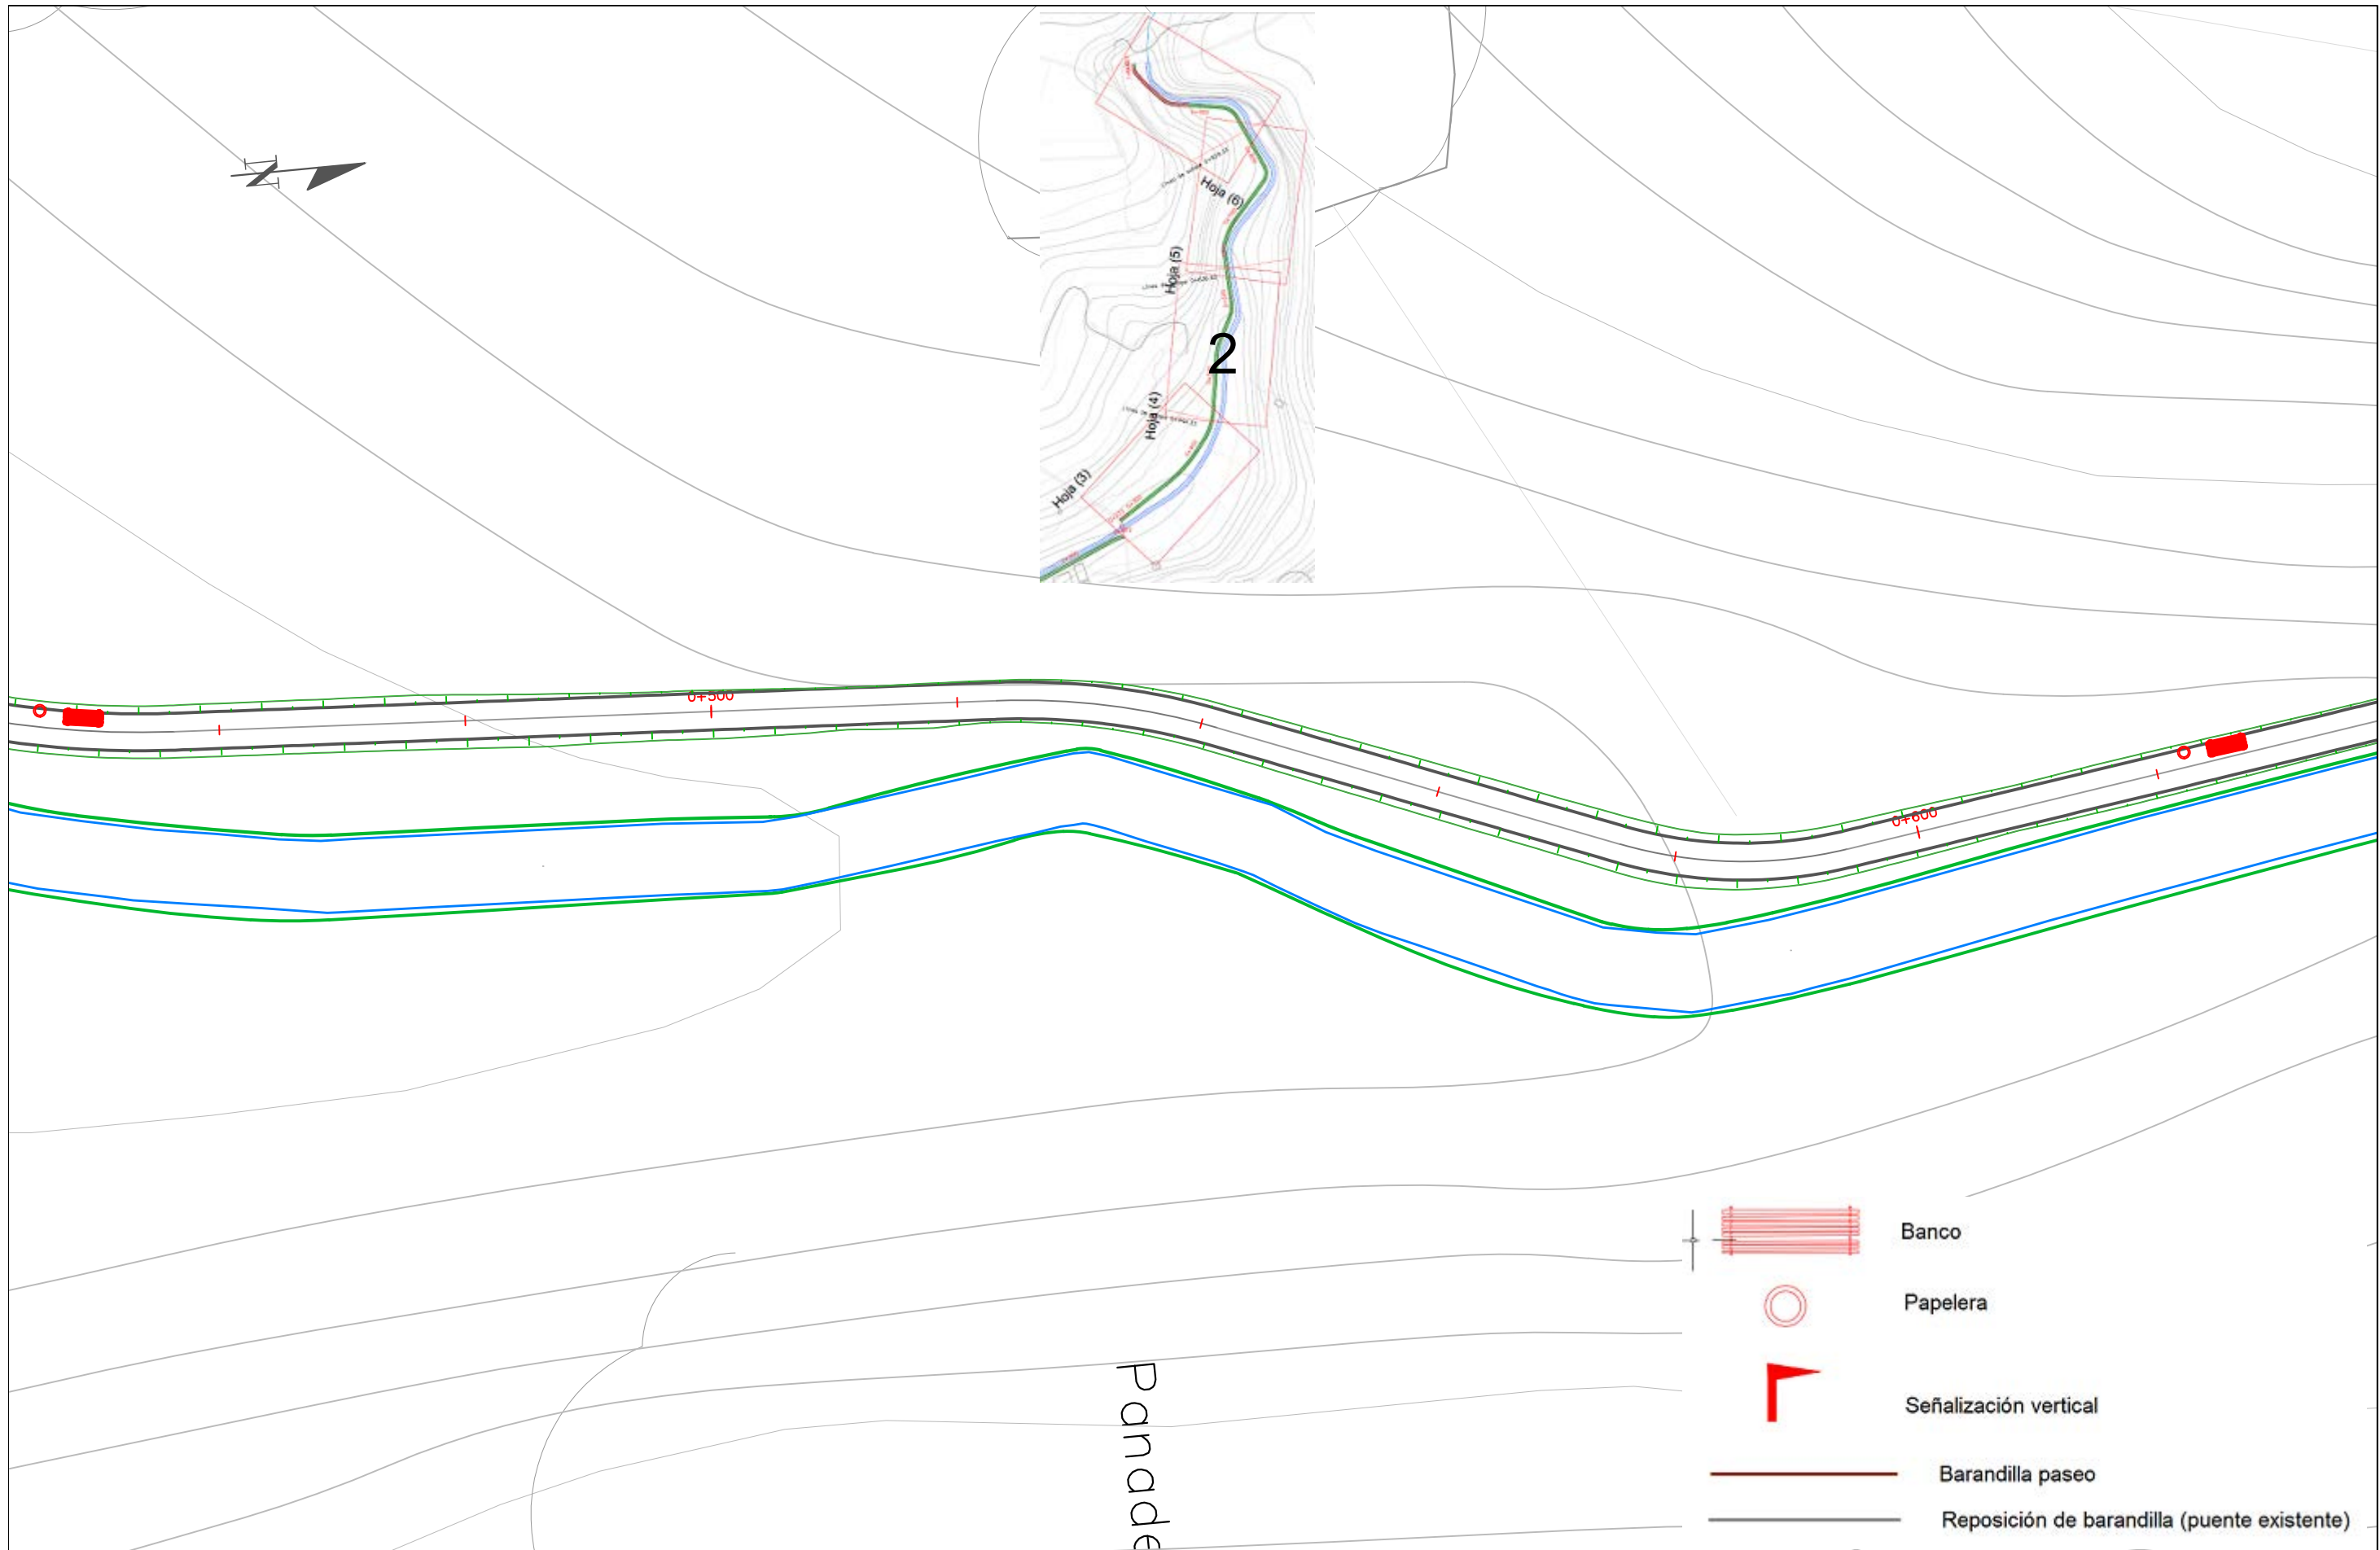 Hoja (6)
Hoja (5)
2
Hoja (4)
Hoja (3)
0+500
0+600
Banco
Papelera
Señalización vertical
Barandilla paseo
Reposición de barandilla (puente existente)
Panade